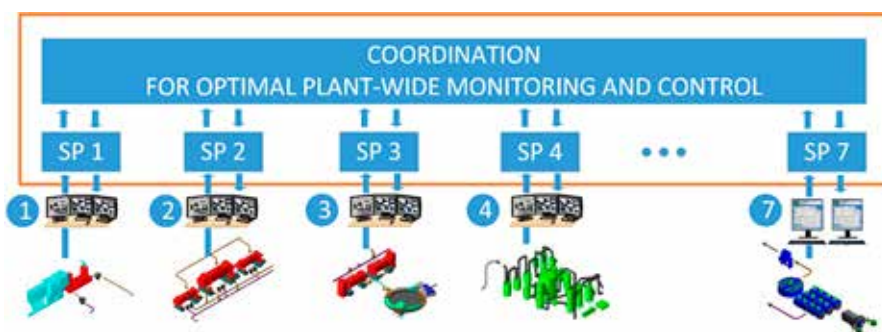 COORDINATION
FOR OPTIMAL PLANT-WIDE MONITORING AND CONTROL
SP 1 SP 2 SP 3 SP 4 ••• SP 7
1 2 3 4 7